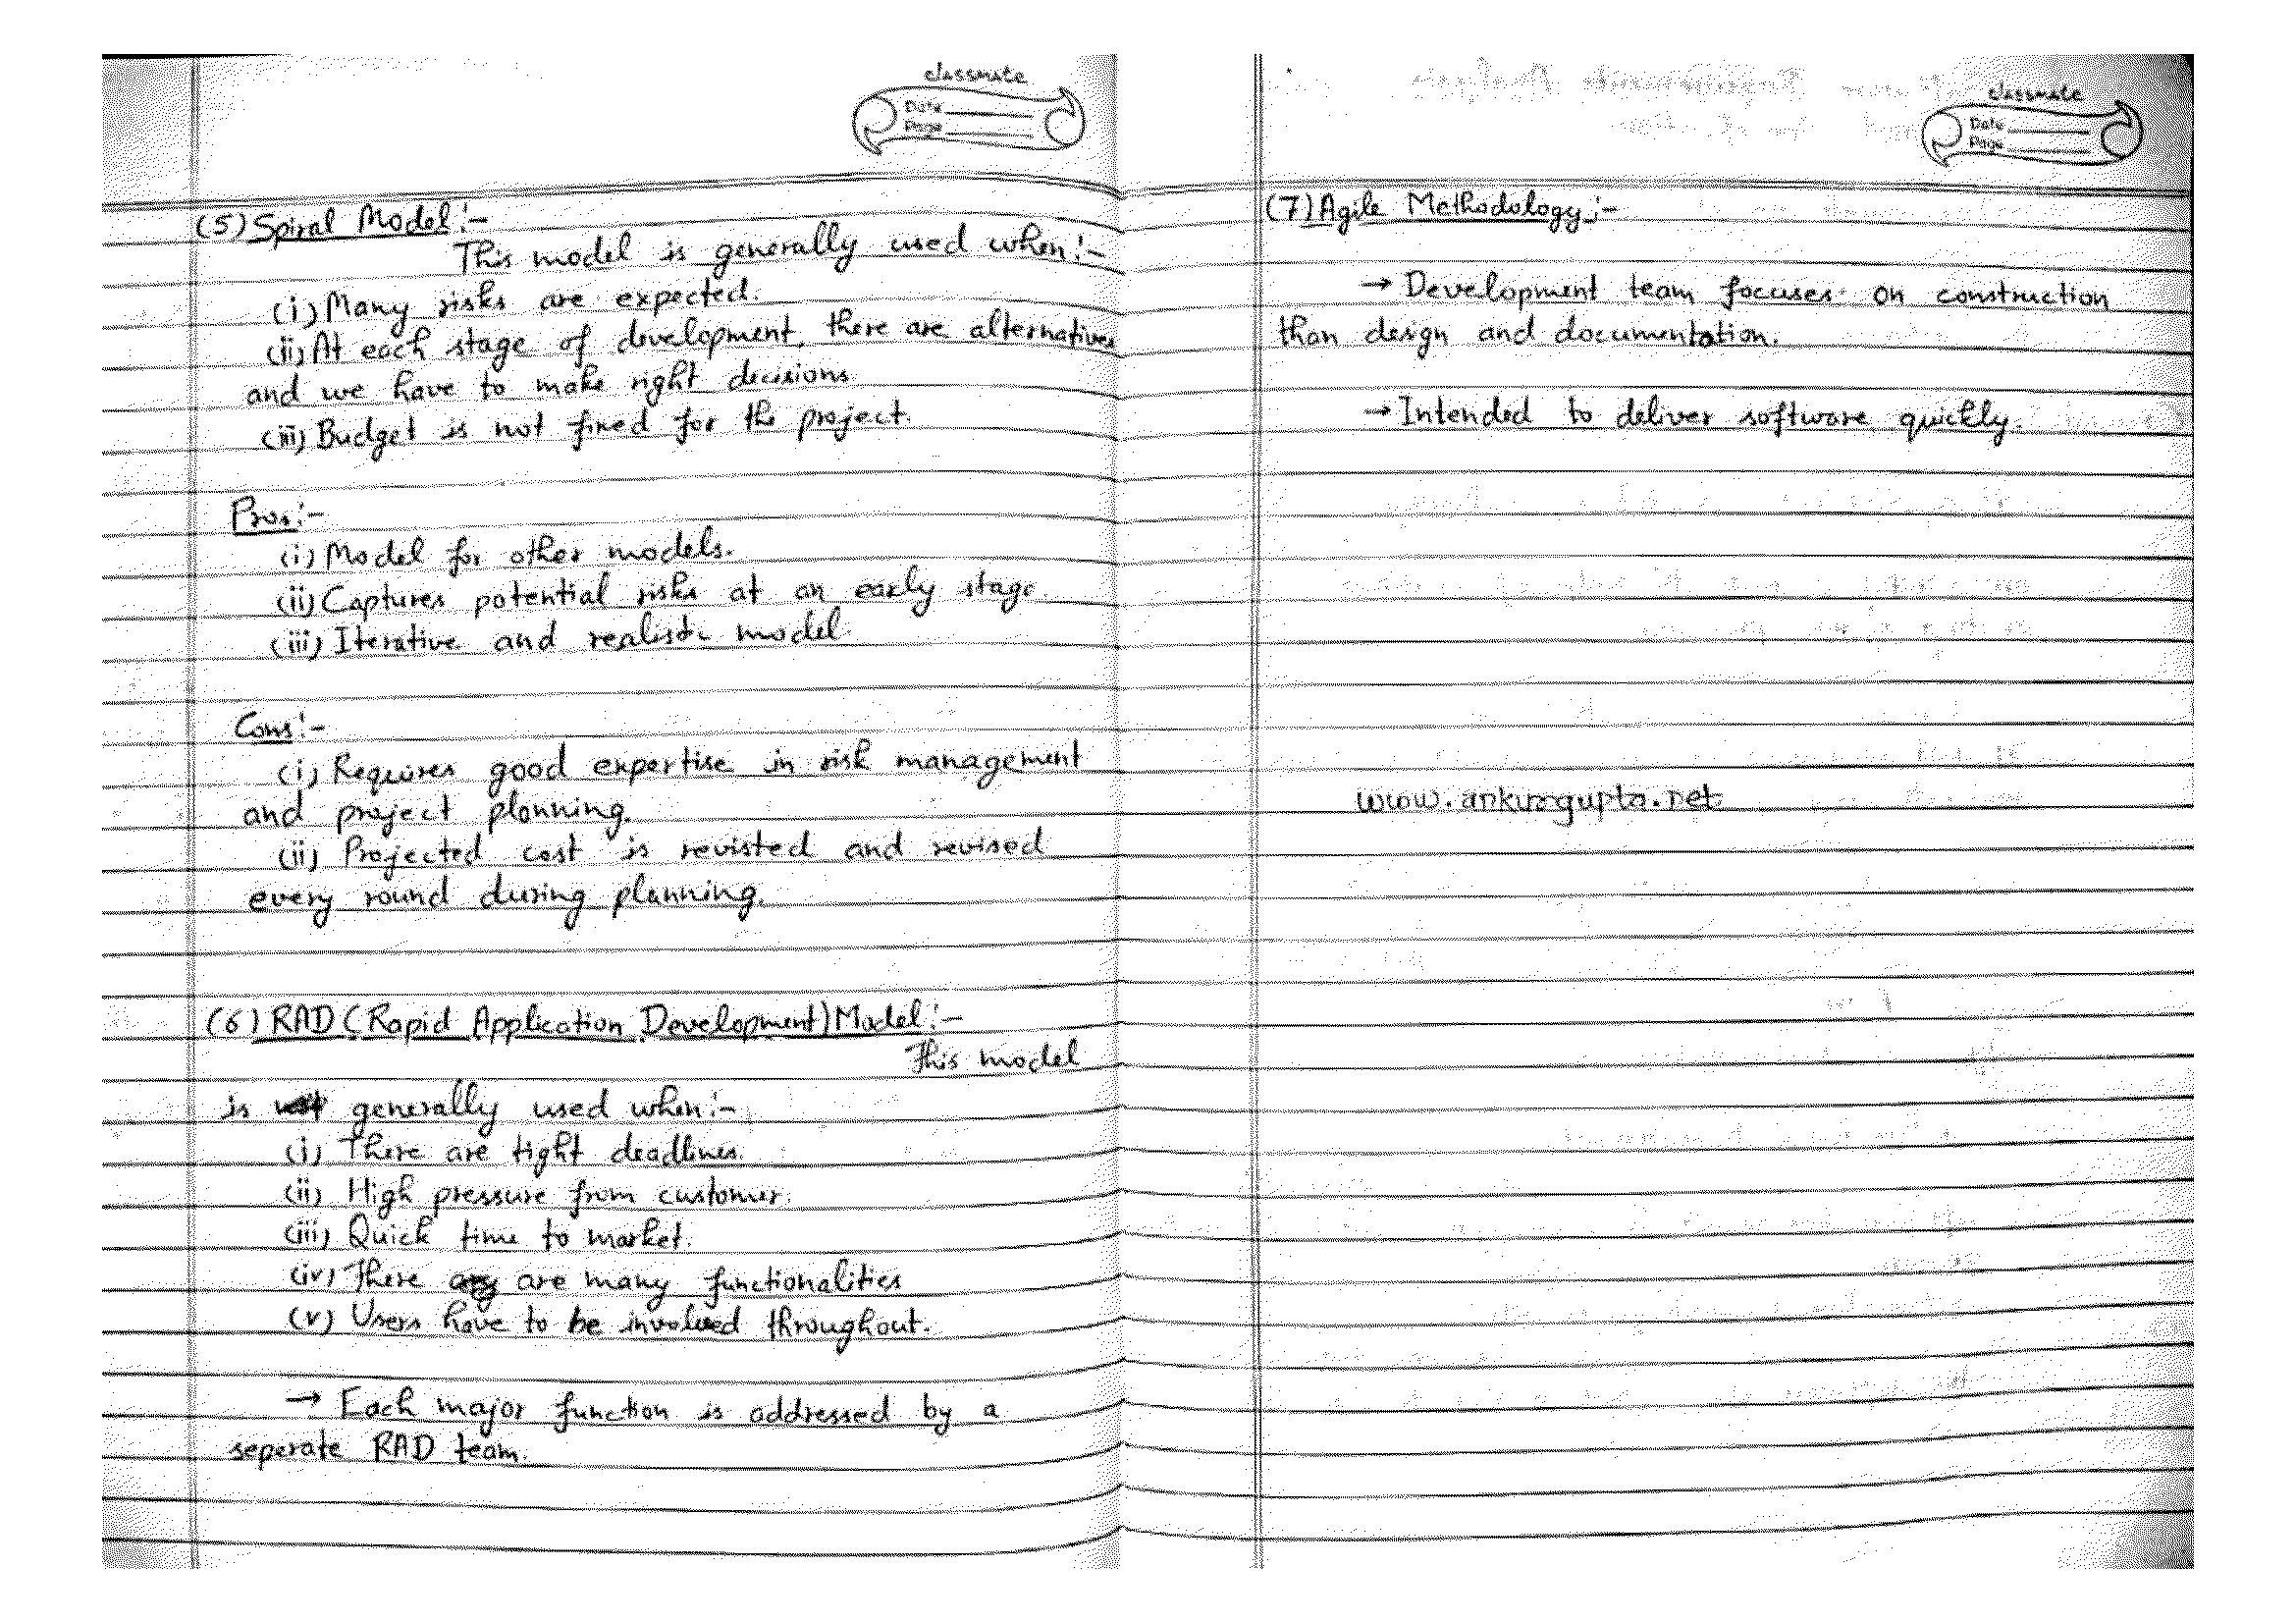 classmate
Date
Page
(5) Spiral Model :-
This model is generally used when :-
(i) Many risks are expected.
(ii) At each stage of development, there are alternatives
and we have to make right decisions.
(iii) Budget is not fixed for the project.
Pros :-
(i) Model for other models.
(ii) Captures potential risks at an early stage.
(iii) Iterative and realistic model.
Cons :-
(i) Requires good expertise in risk management
and project planning.
(ii) Projected cost is revisted and revised
every round during planning.
(6) RAD (Rapid Application Development) Model :-
This model
is generally used when :-
(i) There are tight deadlines.
(ii) High pressure from customer.
(iii) Quick time to market.
(iv) There are many functionalities
(v) Users have to be involved throughout.
→ Each major function is addressed by a
seperate RAD team.
classmate
Date
Page
(7) Agile Methodology :-
→ Development team focuses on construction
than design and documentation.
→ Intended to deliver software quickly.
www.ankurgupta.net